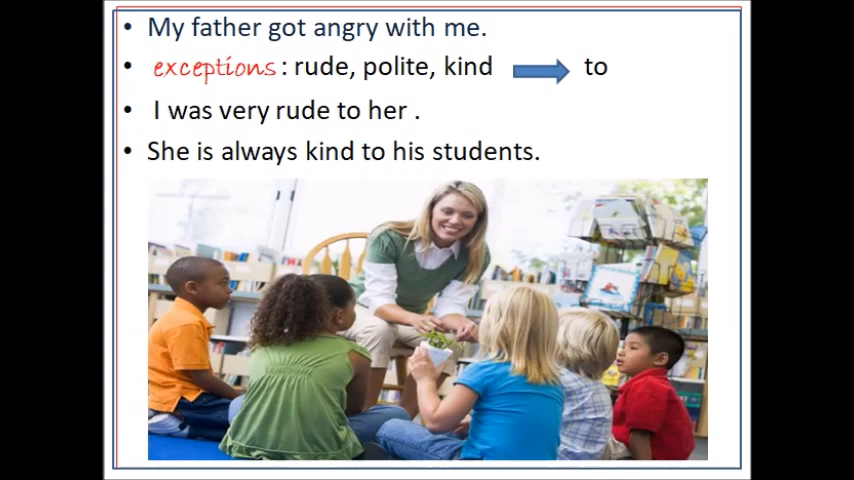 • My father got angry with me.
• exceptions : rude, polite, kind to
• I was very rude to her .
• She is always kind to his students.